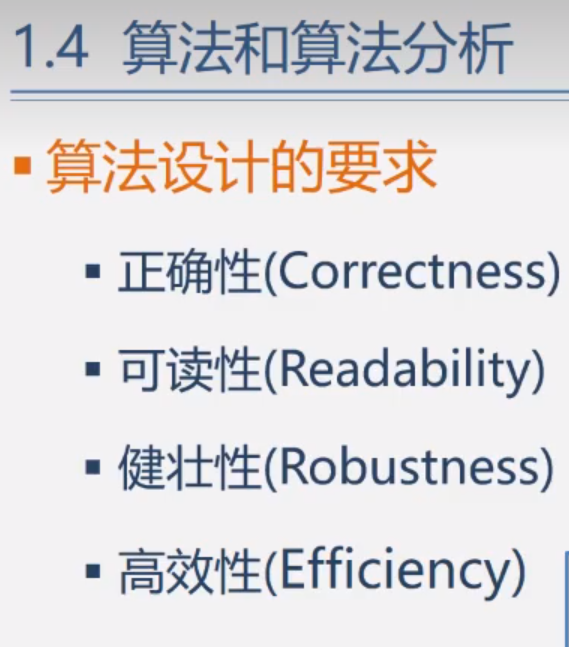 1.4 算法和算法分析
▪ 算法设计的要求
▪ 正确性(Correctness)
▪ 可读性(Readability)
▪ 健壮性(Robustness)
▪ 高效性(Efficiency)